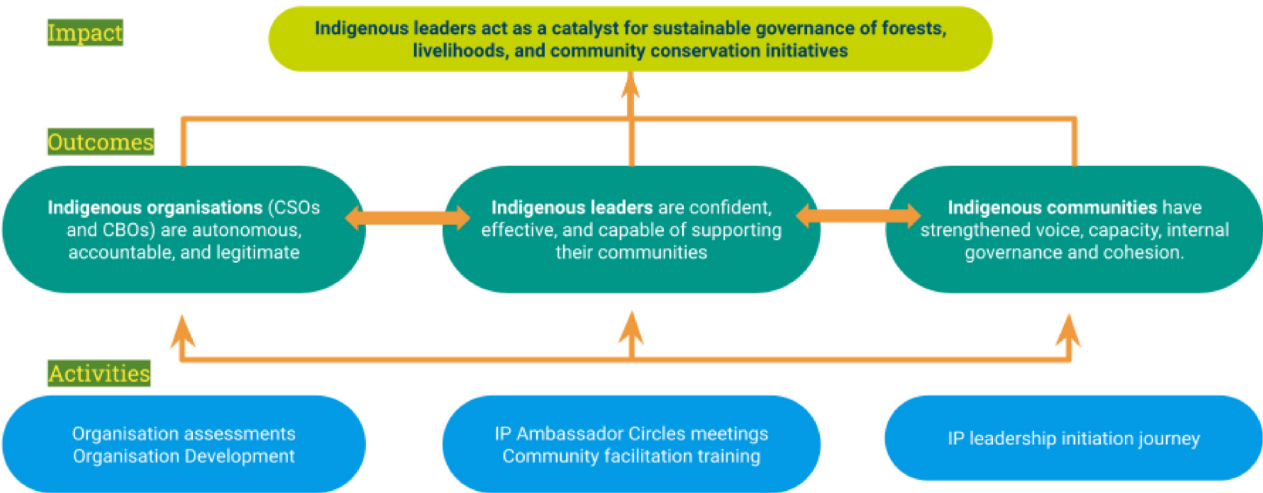 Impact
Indigenous leaders act as a catalyst for sustainable governance of forests,
livelihoods, and community conservation initiatives
Outcomes
Indigenous organisations (CSOs
and CBOs) are autonomous,
accountable, and legitimate
Indigenous leaders are confident,
effective, and capable of supporting
their communities
Indigenous communities have
strengthened voice, capacity, internal
governance and cohesion.
Activities
Organisation assessments
Organisation Development
IP Ambassador Circles meetings
Community facilitation training
IP leadership initiation journey